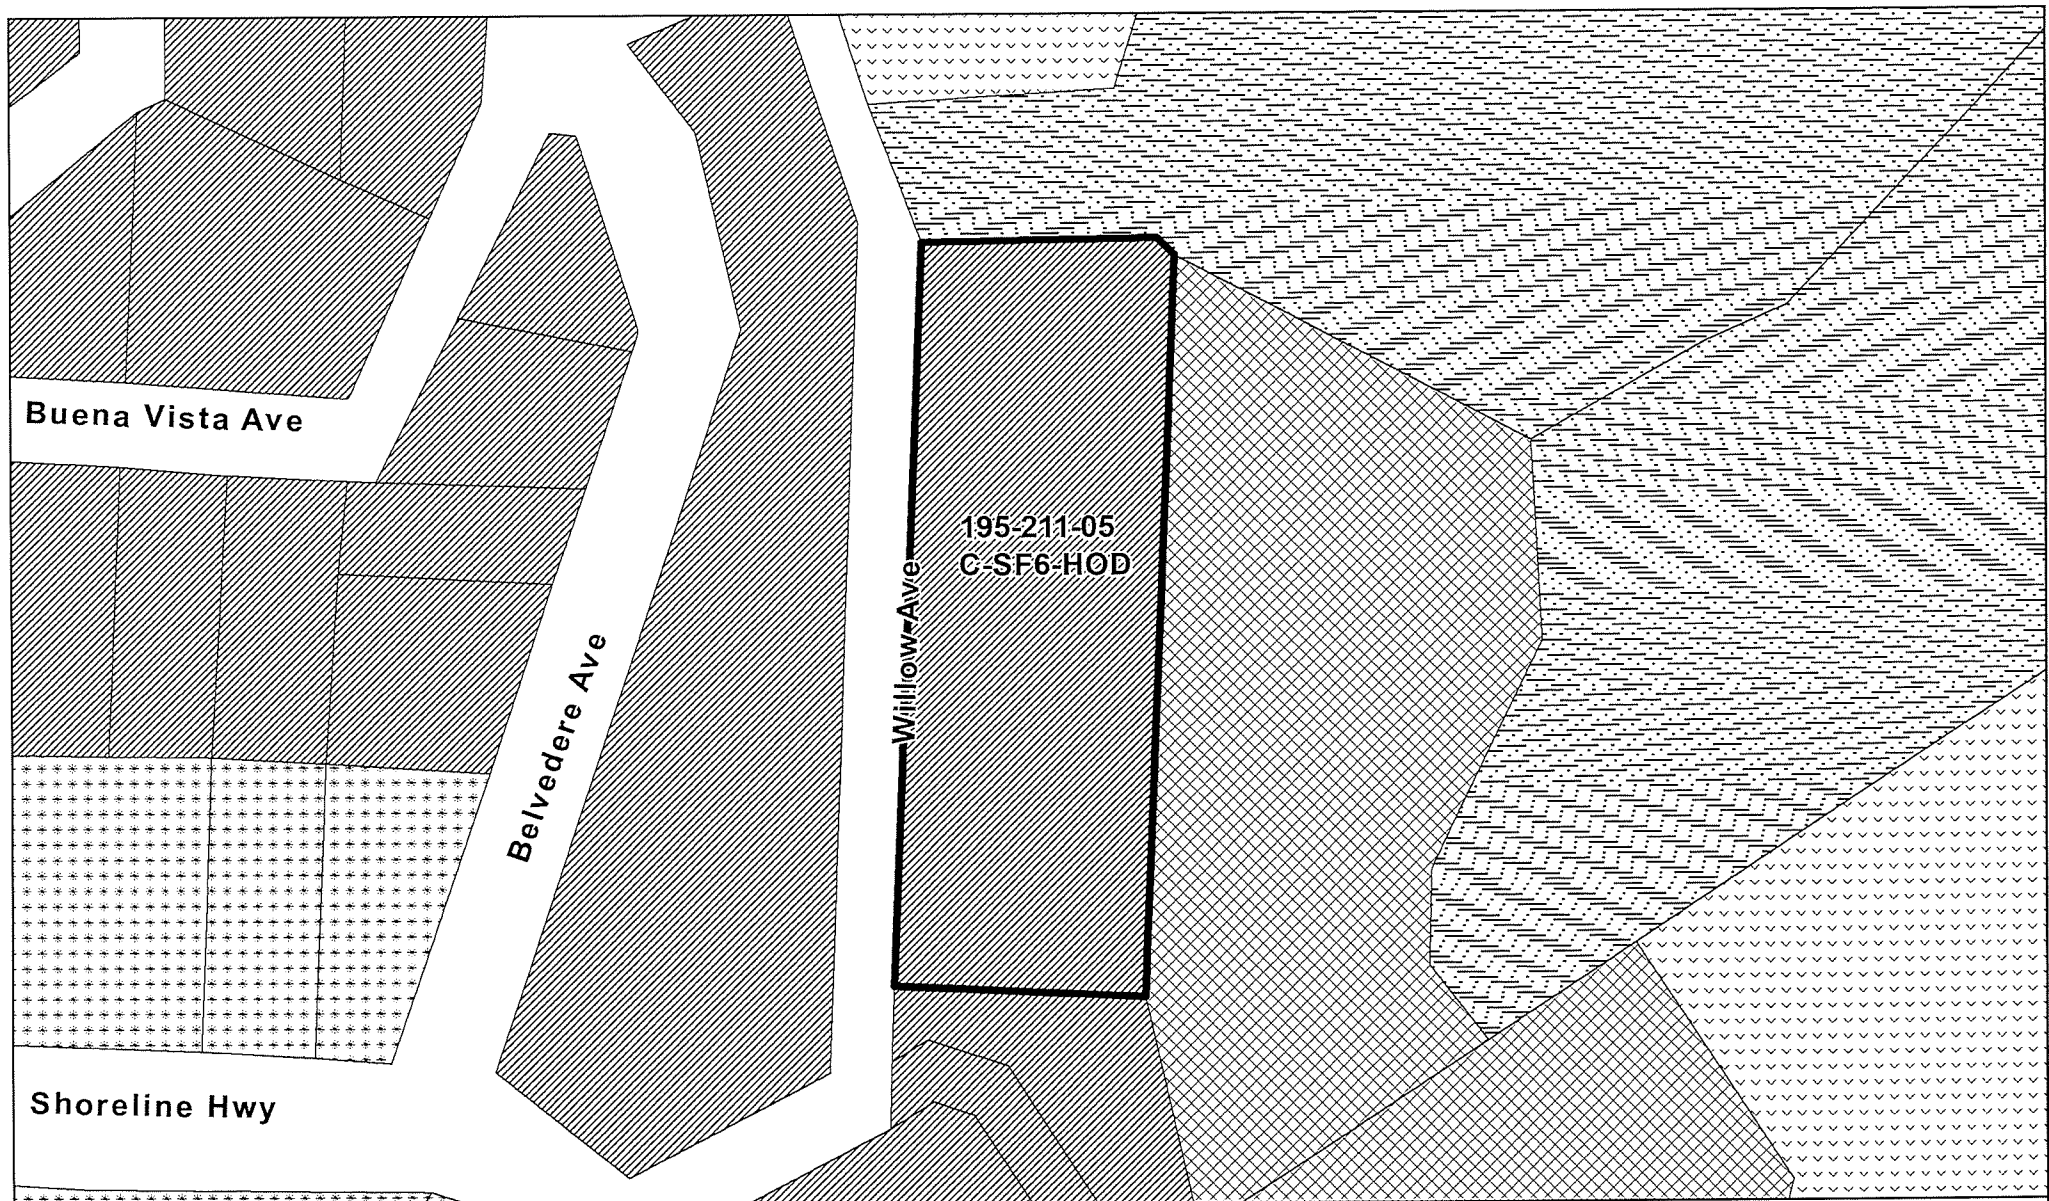 Buena Vista Ave
195-211-05
C-SF6-HOD
Willow Ave
Belvedere Ave
Shoreline Hwy